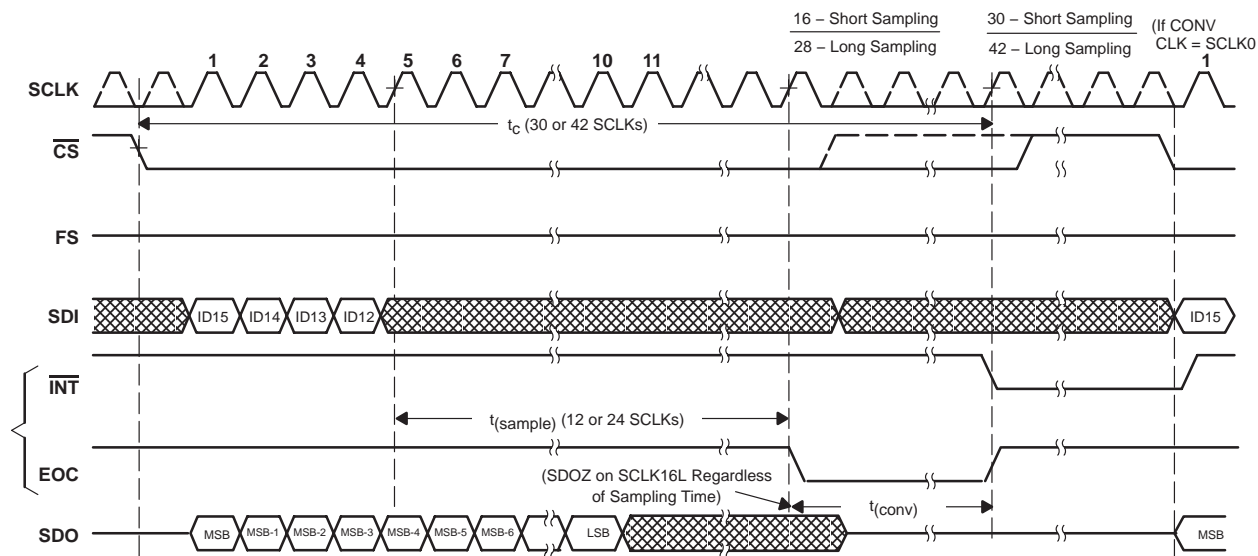 16 – Short Sampling
28 – Long Sampling
30 – Short Sampling
42 – Long Sampling
(If CONV
CLK = SCLK0
1 2 3 4 5 6 7 10 11 1
SCLK
tc (30 or 42 SCLKs)
CS
FS
SDI
ID15 ID14 ID13 ID12 ID15
INT
t(sample) (12 or 24 SCLKs)
EOC
(SDOZ on SCLK16L Regardless
of Sampling Time)
t(conv)
SDO
MSB MSB-1 MSB-2 MSB-3 MSB-4 MSB-5 MSB-6 LSB MSB